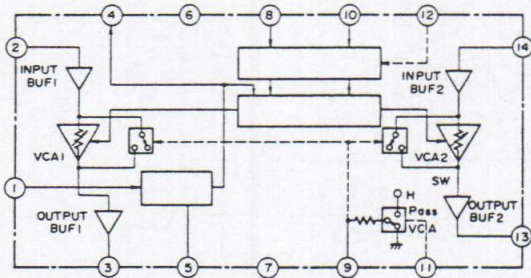 4 6 8 10 12
2 14
INPUT
BUF1
INPUT
BUF2
VCA1
VCA2
1
SW
H
Pass
VCA
OUTPUT
BUF1
OUTPUT
BUF2
13
3 5 7 9 11